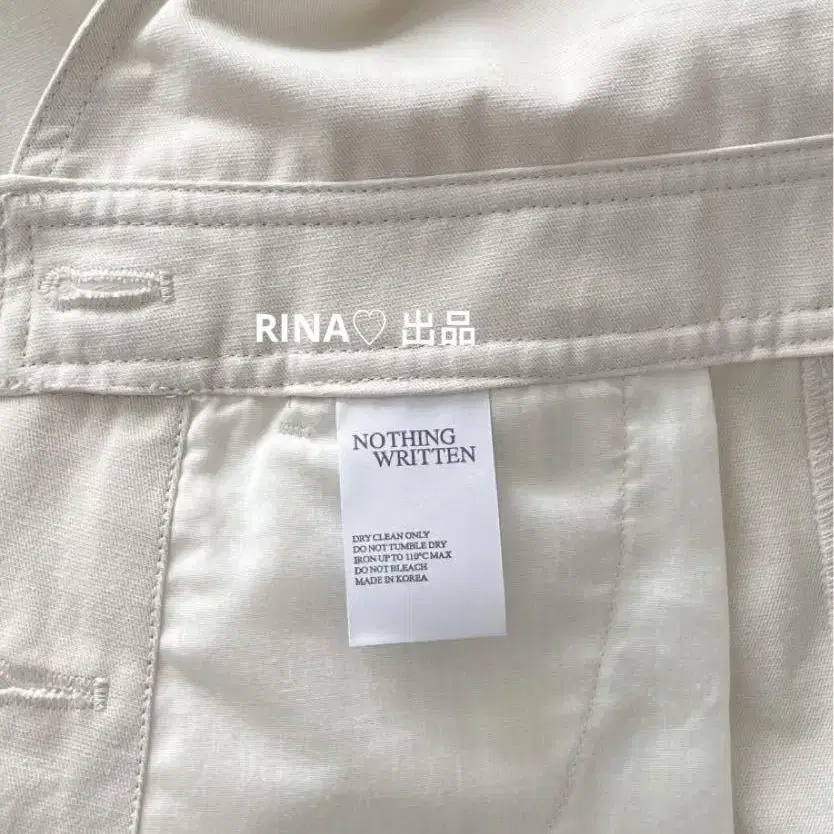 RINA♡ 出品
NOTHING
WRITTEN
DRY CLEAN ONLY
DO NOT TUMBLE DRY
IRON UP TO 110°C MAX
DO NOT BLEACH
MADE IN KOREA